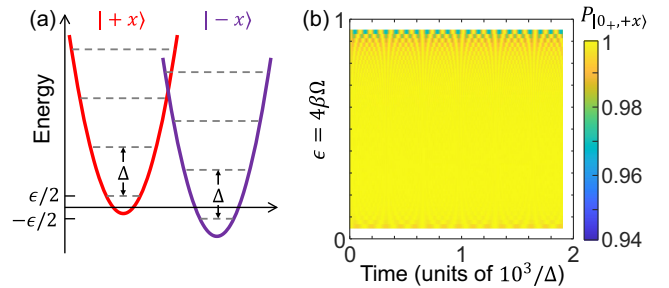 (a)
|+x⟩
|−x⟩
Energy
Δ
Δ
ϵ/2
−ϵ/2
(b)
P|0+,+x⟩
ϵ = 4βΩ
1
0
0
1
2
Time (units of 10³/Δ)
1
0.98
0.96
0.94